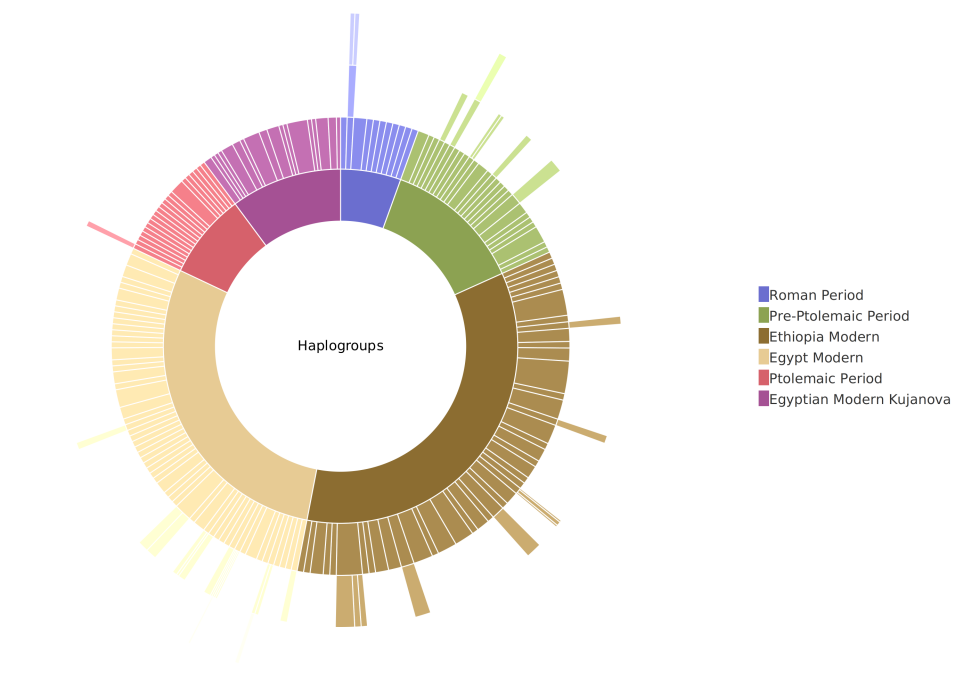 Haplogroups
Roman Period
Pre-Ptolemaic Period
Ethiopia Modern
Egypt Modern
Ptolemaic Period
Egyptian Modern Kujanova